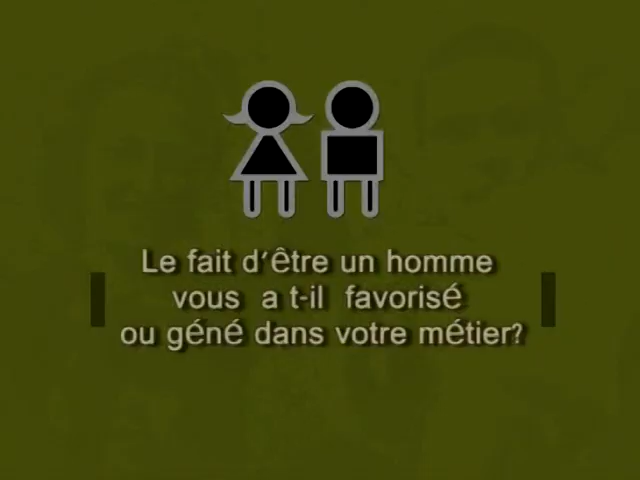 Le fait d'être un homme
vous a t-il favorisé
ou géné dans votre métier?